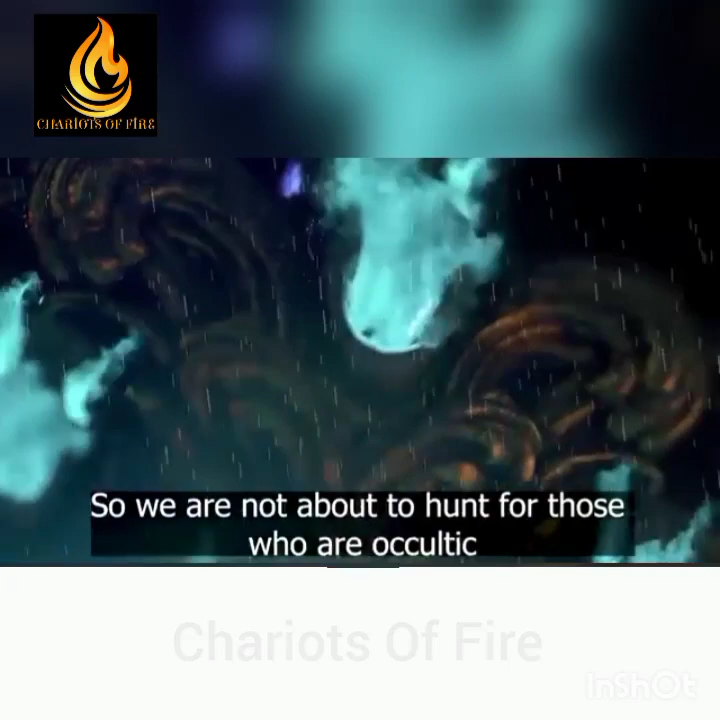 CHARIOTS OF FIRE
So we are not about to hunt for those
who are occultic
Chariots Of Fire
InShOt